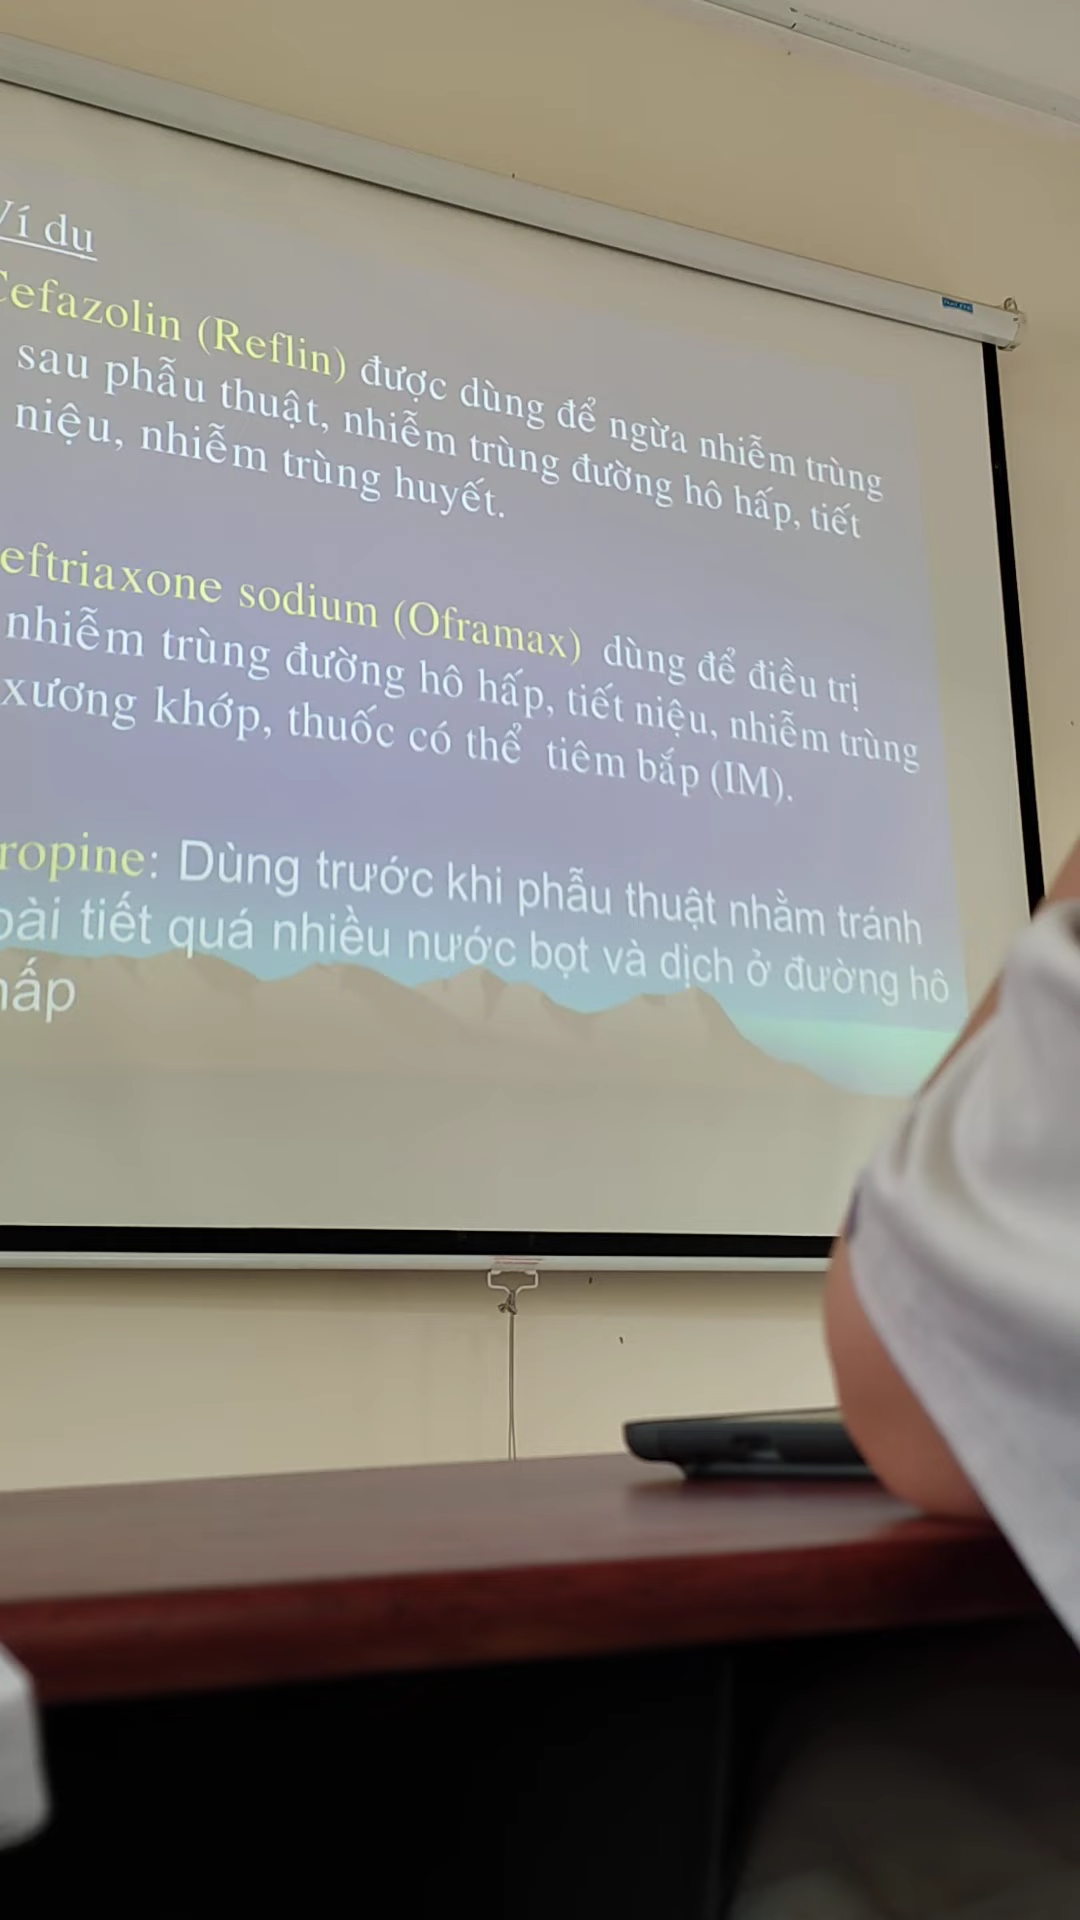 Ví dụ
Cefazolin (Reflin) được dùng để ngừa nhiễm trùng
sau phẫu thuật, nhiễm trùng đường hô hấp, tiết
niệu, nhiễm trùng huyết.
eftriaxone sodium (Oframax) dùng để điều trị
nhiễm trùng đường hô hấp, tiết niệu, nhiễm trùng
xương khớp, thuốc có thể tiêm bắp (IM).
ropine: Dùng trước khi phẫu thuật nhằm tránh
bài tiết quá nhiều nước bọt và dịch ở đường hô
hấp